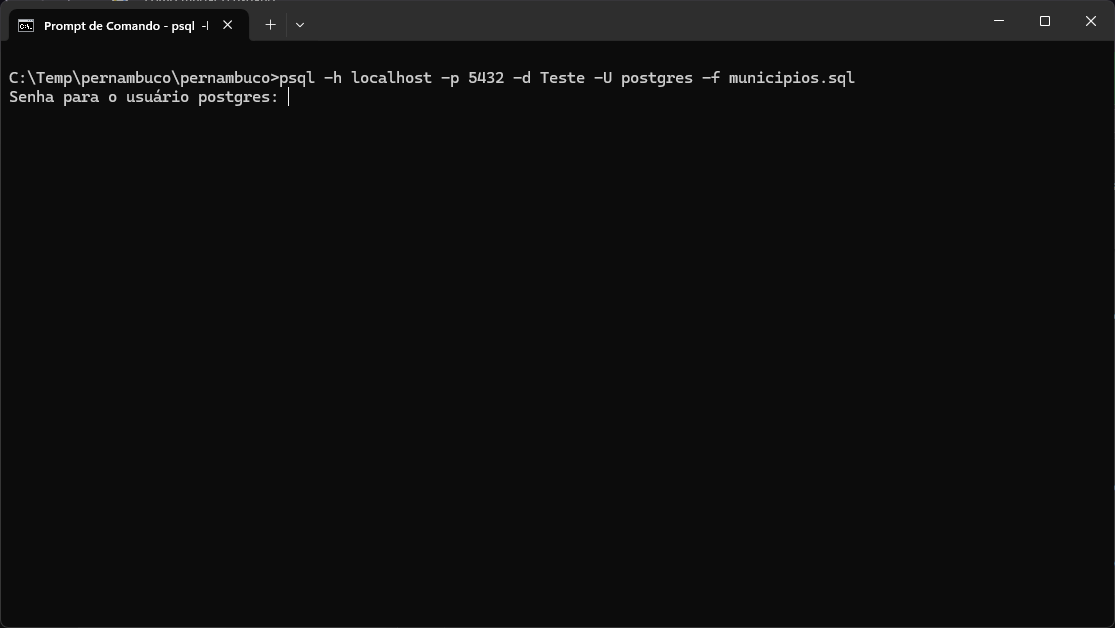 Prompt de Comando - psql -l
C:\Temp\pernambuco\pernambuco>psql -h localhost -p 5432 -d Teste -U postgres -f municipios.sql
Senha para o usuário postgres: